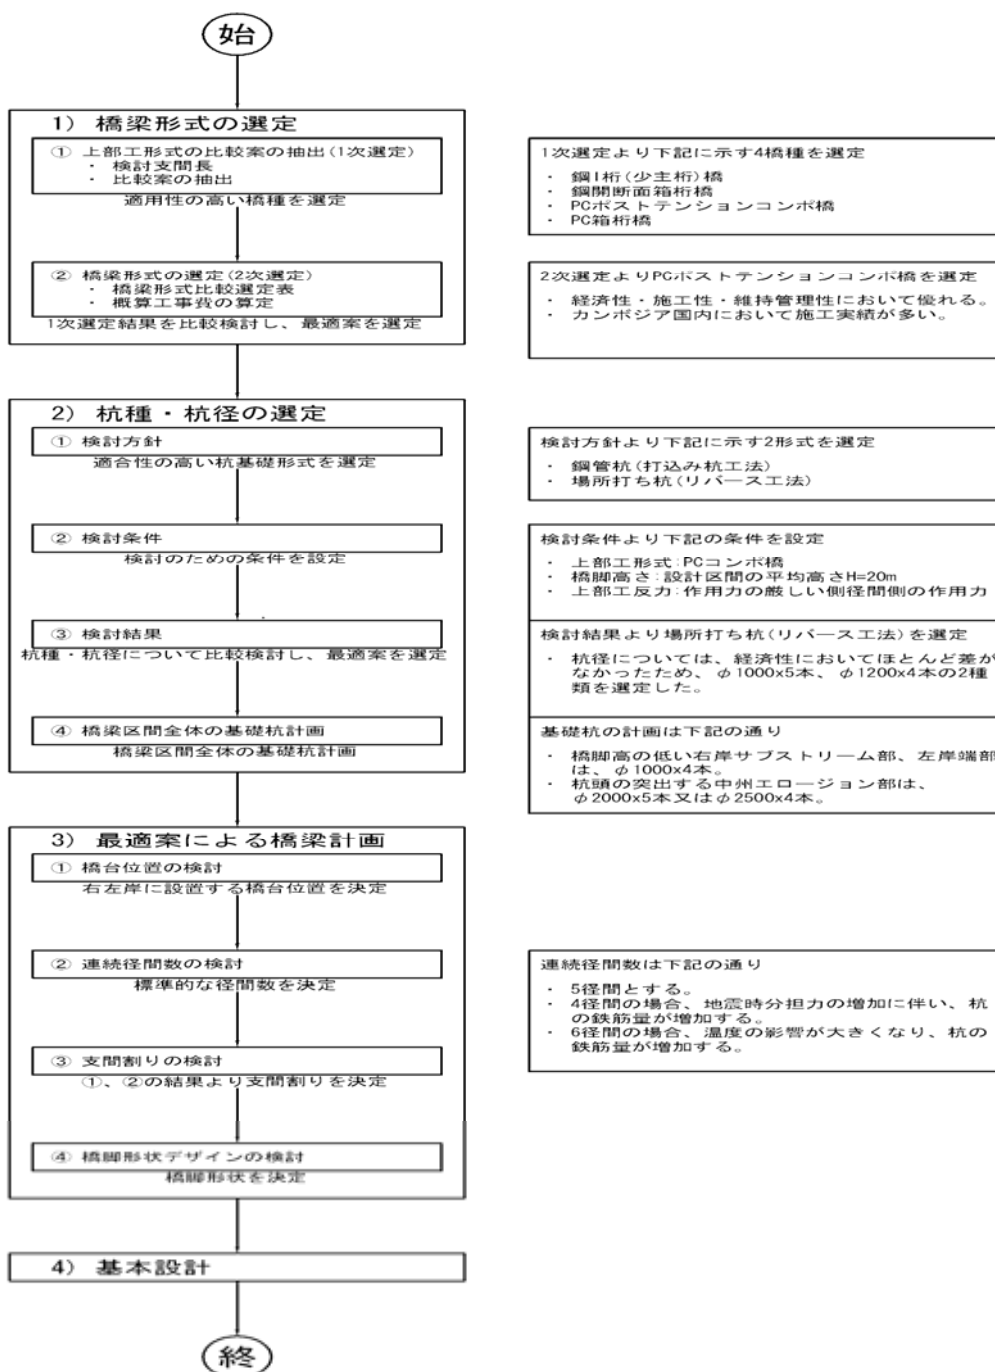 始
1) 橋梁形式の選定
① 上部工形式の比較案の抽出(1次選定)
・ 検討支間長
・ 比較案の抽出
適用性の高い橋種を選定
② 橋梁形式の選定(2次選定)
・ 橋梁形式比較選定表
・ 概算工事費の算定
1次選定結果を比較検討し、最適案を選定
1次選定より下記に示す4橋種を選定
・ 鋼I桁(少主桁)橋
・ 鋼開断面箱桁橋
・ PCポストテンションコンポ橋
・ PC箱桁橋
2次選定よりPCポストテンションコンポ橋を選定
・ 経済性・施工性・維持管理性において優れる。
・ カンボジア国内において施工実績が多い。
2) 杭種・杭径の選定
① 検討方針
適合性の高い杭基礎形式を選定
② 検討条件
検討のための条件を設定
③ 検討結果
杭種・杭径について比較検討し、最適案を選定
④ 橋梁区間全体の基礎杭計画
橋梁区間全体の基礎杭計画
検討方針より下記に示す2形式を選定
・ 鋼管杭(打込み杭工法)
・ 場所打ち杭(リバース工法)
検討条件より下記の条件を設定
・ 上部工形式:PCコンポ橋
・ 橋脚高さ:設計区間の平均高さH=20m
・ 上部工反力:作用力の厳しい側径間側の作用力
検討結果より場所打ち杭(リバース工法)を選定
・ 杭径については、経済性においてほとんど差が
なかったため、φ1000x5本、φ1200x4本の2種
類を選定した。
基礎杭の計画は下記の通り
・ 橋脚高の低い右岸サブストリーム部、左岸端部
は、φ1000x4本。
・ 杭頭の突出する中州エロージョン部は、
φ2000x5本又はφ2500x4本。
3) 最適案による橋梁計画
① 橋台位置の検討
右左岸に設置する橋台位置を決定
② 連続径間数の検討
標準的な径間数を決定
③ 支間割りの検討
①、②の結果より支間割りを決定
④ 橋脚形状デザインの検討
橋脚形状を決定
連続径間数は下記の通り
・ 5径間とする。
・ 4径間の場合、地震時分担力の増加に伴い、杭
の鉄筋量が増加する。
・ 6径間の場合、温度の影響が大きくなり、杭の
鉄筋量が増加する。
4) 基本設計
終